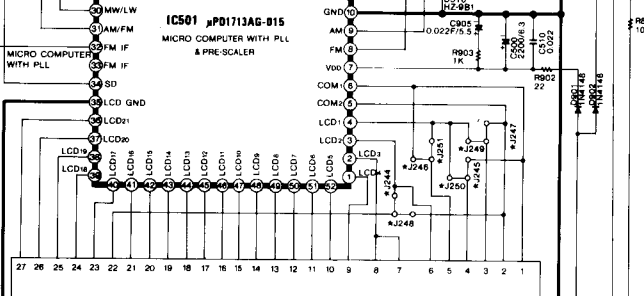 MW/LW
30
31
AM/FM
32
FM IF
33
FM IF
34
SD
35
LCD GND
36
LCD21
37
LCD20
LCD19
38
LCD18
39
MICRO COMPUTER
WITH PLL
IC501 μPD1713AG-015
MICRO COMPUTER WITH PLL
& PRE-SCALER
LCD17 LCD16 LCD15 LCD14 LCD13 LCD12 LCD11 LCD10 LCD9 LCD8 LCD7 LCD6 LCD5
40 41 42 43 44 45 46 47 48 49 50 51 52
GND 10
AM 9
FM 8
VDD 7
COM1 6
COM2 5
LCD1 4
LCD2 3
2 LCD3
1
HZ-9B1
C905
0.022F/5.5
R903
1K
C500
2200/6.3
C510
0.022
R902
22
D901
1N4148
D902
1N4148
*J251
*J249
*J247
*J246
*J245
*J250
*J244
*J248
27 26 25 24 23 22 21 20 19 18 17 16 15 14 13 12 11 10 9 8 7 6 5 4 3 2 1